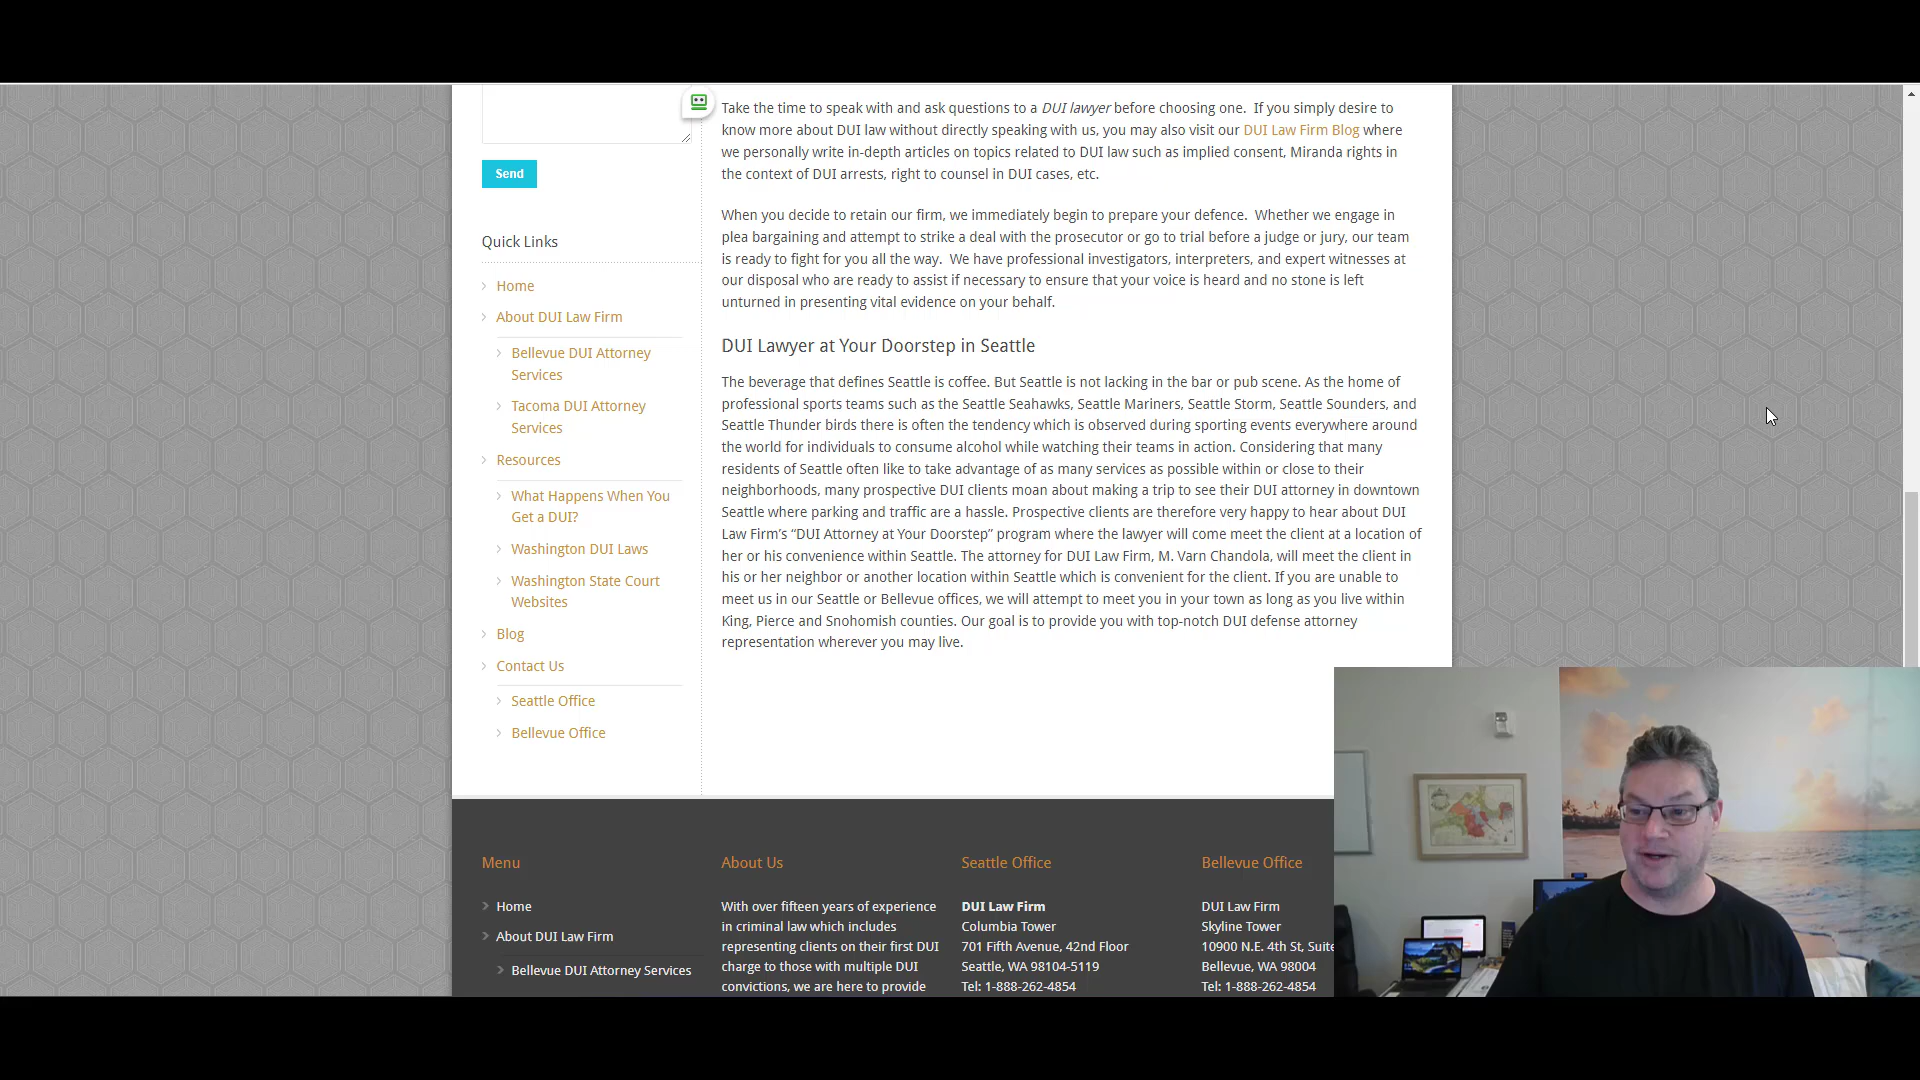 Take the time to speak with and ask questions to a DUI lawyer before choosing one.  If you simply desire to
know more about DUI law without directly speaking with us, you may also visit our DUI Law Firm Blog where
we personally write in-depth articles on topics related to DUI law such as implied consent, Miranda rights in
the context of DUI arrests, right to counsel in DUI cases, etc.
When you decide to retain our firm, we immediately begin to prepare your defence.  Whether we engage in
plea bargaining and attempt to strike a deal with the prosecutor or go to trial before a judge or jury, our team
is ready to fight for you all the way.  We have professional investigators, interpreters, and expert witnesses at
our disposal who are ready to assist if necessary to ensure that your voice is heard and no stone is left
unturned in presenting vital evidence on your behalf.
DUI Lawyer at Your Doorstep in Seattle
The beverage that defines Seattle is coffee. But Seattle is not lacking in the bar or pub scene. As the home of
professional sports teams such as the Seattle Seahawks, Seattle Mariners, Seattle Storm, Seattle Sounders, and
Seattle Thunder birds there is often the tendency which is observed during sporting events everywhere around
the world for individuals to consume alcohol while watching their teams in action. Considering that many
residents of Seattle often like to take advantage of as many services as possible within or close to their
neighborhoods, many prospective DUI clients moan about making a trip to see their DUI attorney in downtown
Seattle where parking and traffic are a hassle. Prospective clients are therefore very happy to hear about DUI
Law Firm's “DUI Attorney at Your Doorstep” program where the lawyer will come meet the client at a location of
her or his convenience within Seattle. The attorney for DUI Law Firm, M. Varn Chandola, will meet the client in
his or her neighbor or another location within Seattle which is convenient for the client. If you are unable to
meet us in our Seattle or Bellevue offices, we will attempt to meet you in your town as long as you live within
King, Pierce and Snohomish counties. Our goal is to provide you with top-notch DUI defense attorney
representation wherever you may live.
Send
Quick Links
Home
About DUI Law Firm
Bellevue DUI Attorney
Services
Tacoma DUI Attorney
Services
Resources
What Happens When You
Get a DUI?
Washington DUI Laws
Washington State Court
Websites
Blog
Contact Us
Seattle Office
Bellevue Office
Menu
Home
About DUI Law Firm
Bellevue DUI Attorney Services
About Us
With over fifteen years of experience
in criminal law which includes
representing clients on their first DUI
charge to those with multiple DUI
convictions, we are here to provide
Seattle Office
DUI Law Firm
Columbia Tower
701 Fifth Avenue, 42nd Floor
Seattle, WA 98104-5119
Tel: 1-888-262-4854
Bellevue Office
DUI Law Firm
Skyline Tower
10900 N.E. 4th St, Suite
Bellevue, WA 98004
Tel: 1-888-262-4854